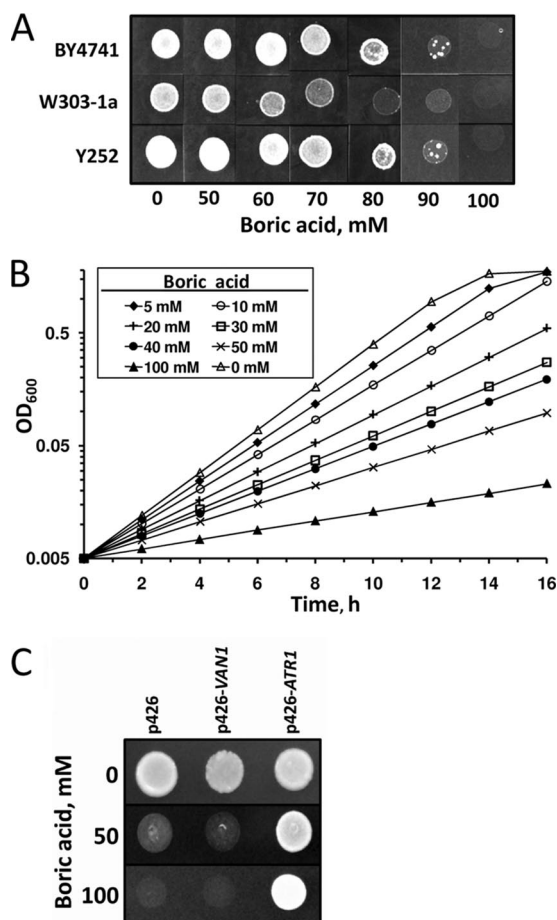 A
BY4741
W303-1a
Y252
0 50 60 70 80 90 100
Boric acid, mM
B
Boric acid
5 mM 10 mM
20 mM 30 mM
40 mM 50 mM
100 mM 0 mM
0.5
0.05
0.005
OD600
0 2 4 6 8 10 12 14 16
Time, h
C
p426
p426-VAN1
p426-ATR1
Boric acid, mM
0
50
100